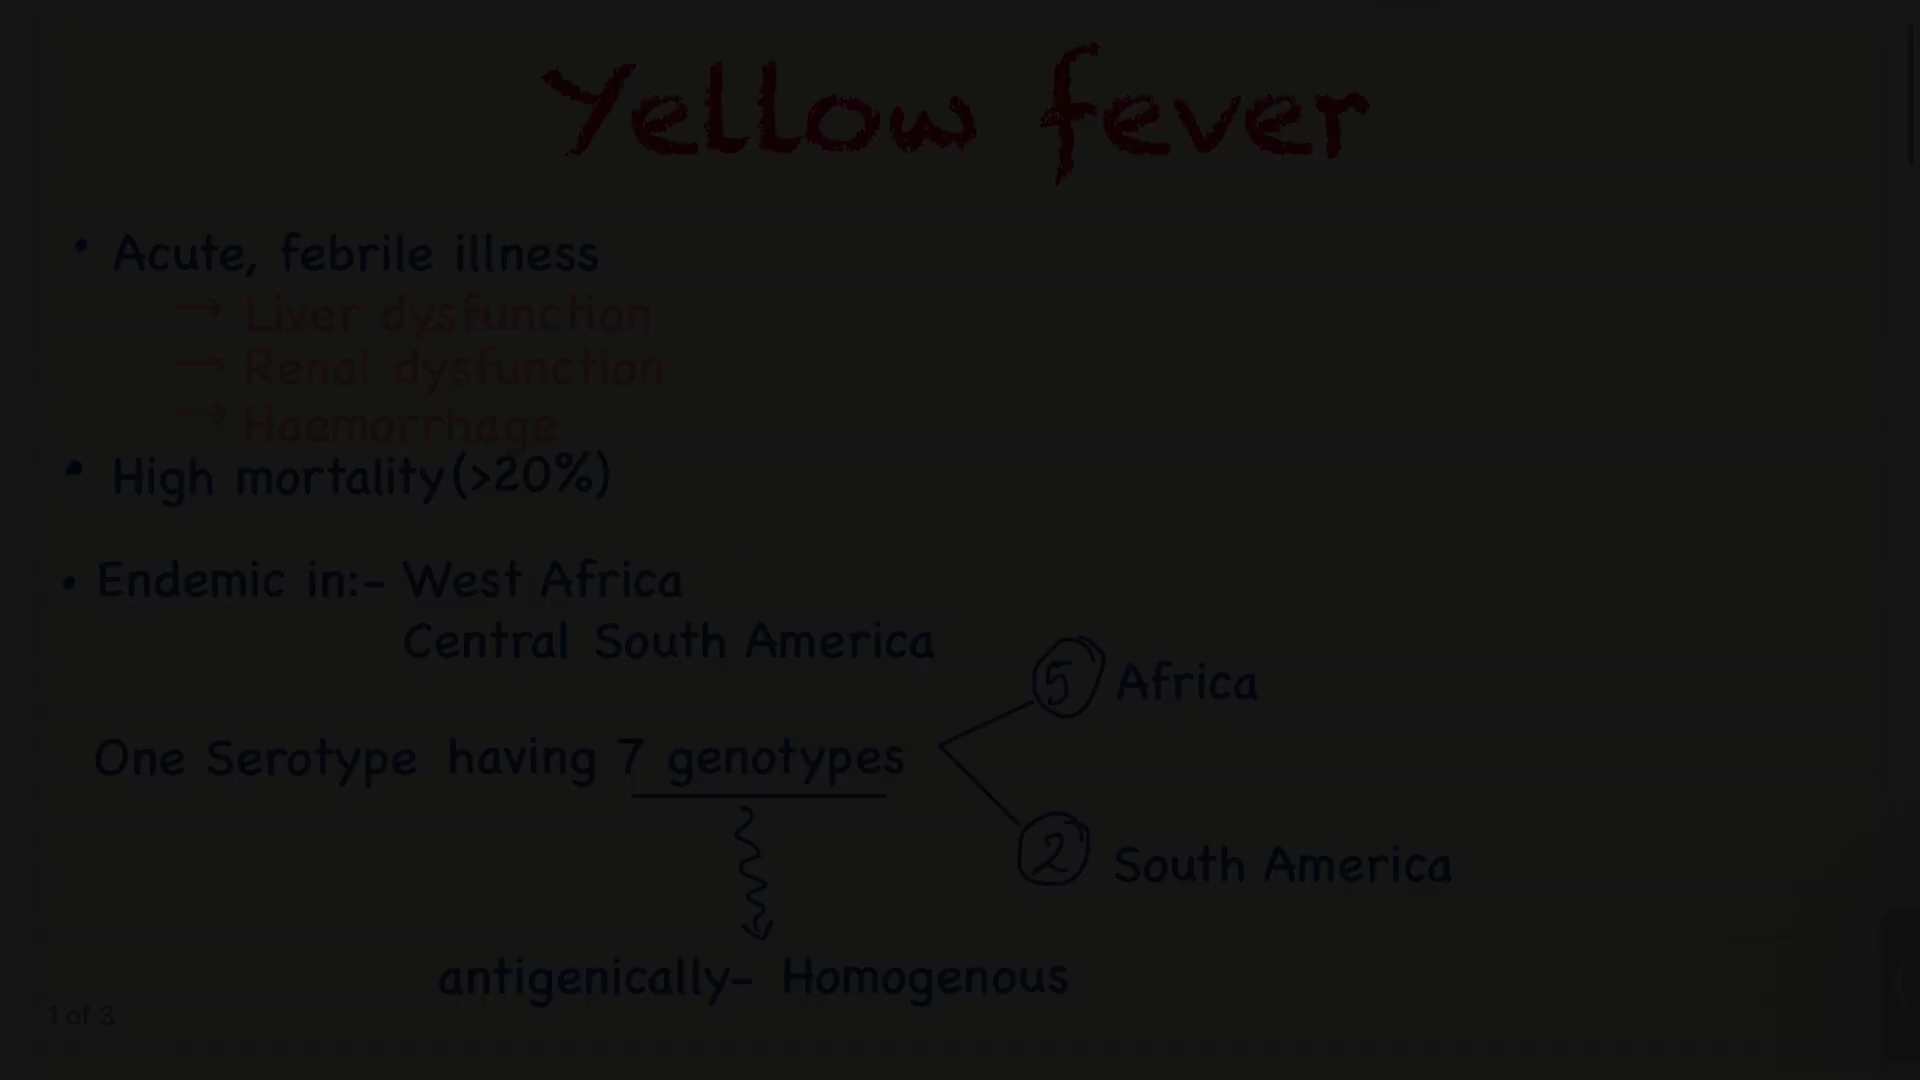 Yellow fever
• Acute, febrile illness
→ Liver dysfunction
→ Renal dysfunction
→ Haemorrhage
• High mortality (>20%)
• Endemic in:- West Africa
Central South America
5 Africa
One Serotype having 7 genotypes
2 South America
antigenically- Homogenous
1 of 3